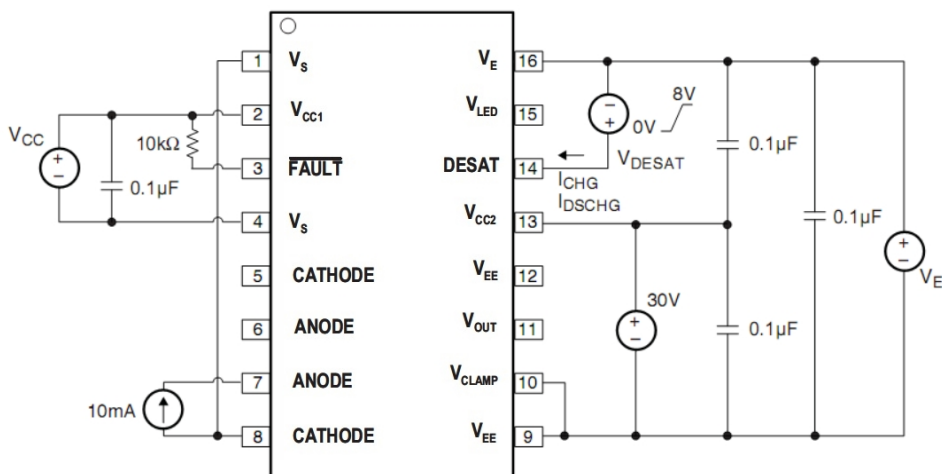 1 V_S V_E 16
2 V_CC1 V_LED 15
3 FAULT DESAT 14
4 V_S V_CC2 13
5 CATHODE V_EE 12
6 ANODE V_OUT 11
7 ANODE V_CLAMP 10
8 CATHODE V_EE 9
V_CC
+
−
10kΩ
0.1µF
10mA
−
+
8V
0V
V_DESAT
I_CHG
I_DSCHG
0.1µF
0.1µF
0.1µF
30V
+
−
+
−
V_E